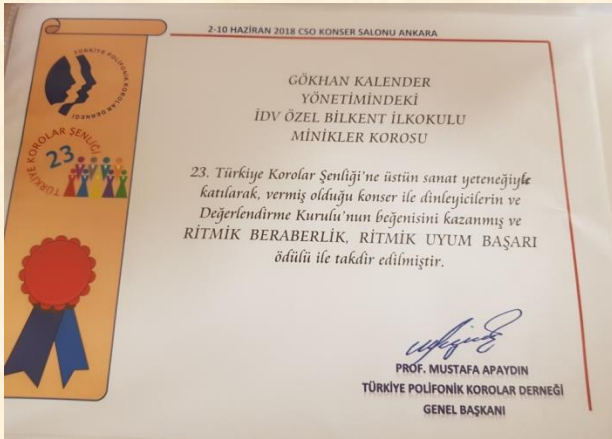 2-10 HAZİRAN 2018 CSO KONSER SALONU ANKARA
TÜRKİYE POLİFONİK KOROLAR DERNEĞİ
TÜRKİYE KOROLAR ŞENLİĞİ
23
GÖKHAN KALENDER
YÖNETİMİNDEKİ
İDV ÖZEL BİLKENT İLKOKULU
MİNİKLER KOROSU
23. Türkiye Korolar Şenliği'ne üstün sanat yeteneğiyle
katılarak, vermiş olduğu konser ile dinleyicilerin ve
Değerlendirme Kurulu'nun beğenisini kazanmış ve
RİTMİK BERABERLİK, RİTMİK UYUM BAŞARI
ödülü ile takdir edilmiştir.
PROF. MUSTAFA APAYDIN
TÜRKİYE POLİFONİK KOROLAR DERNEĞİ
GENEL BAŞKANI